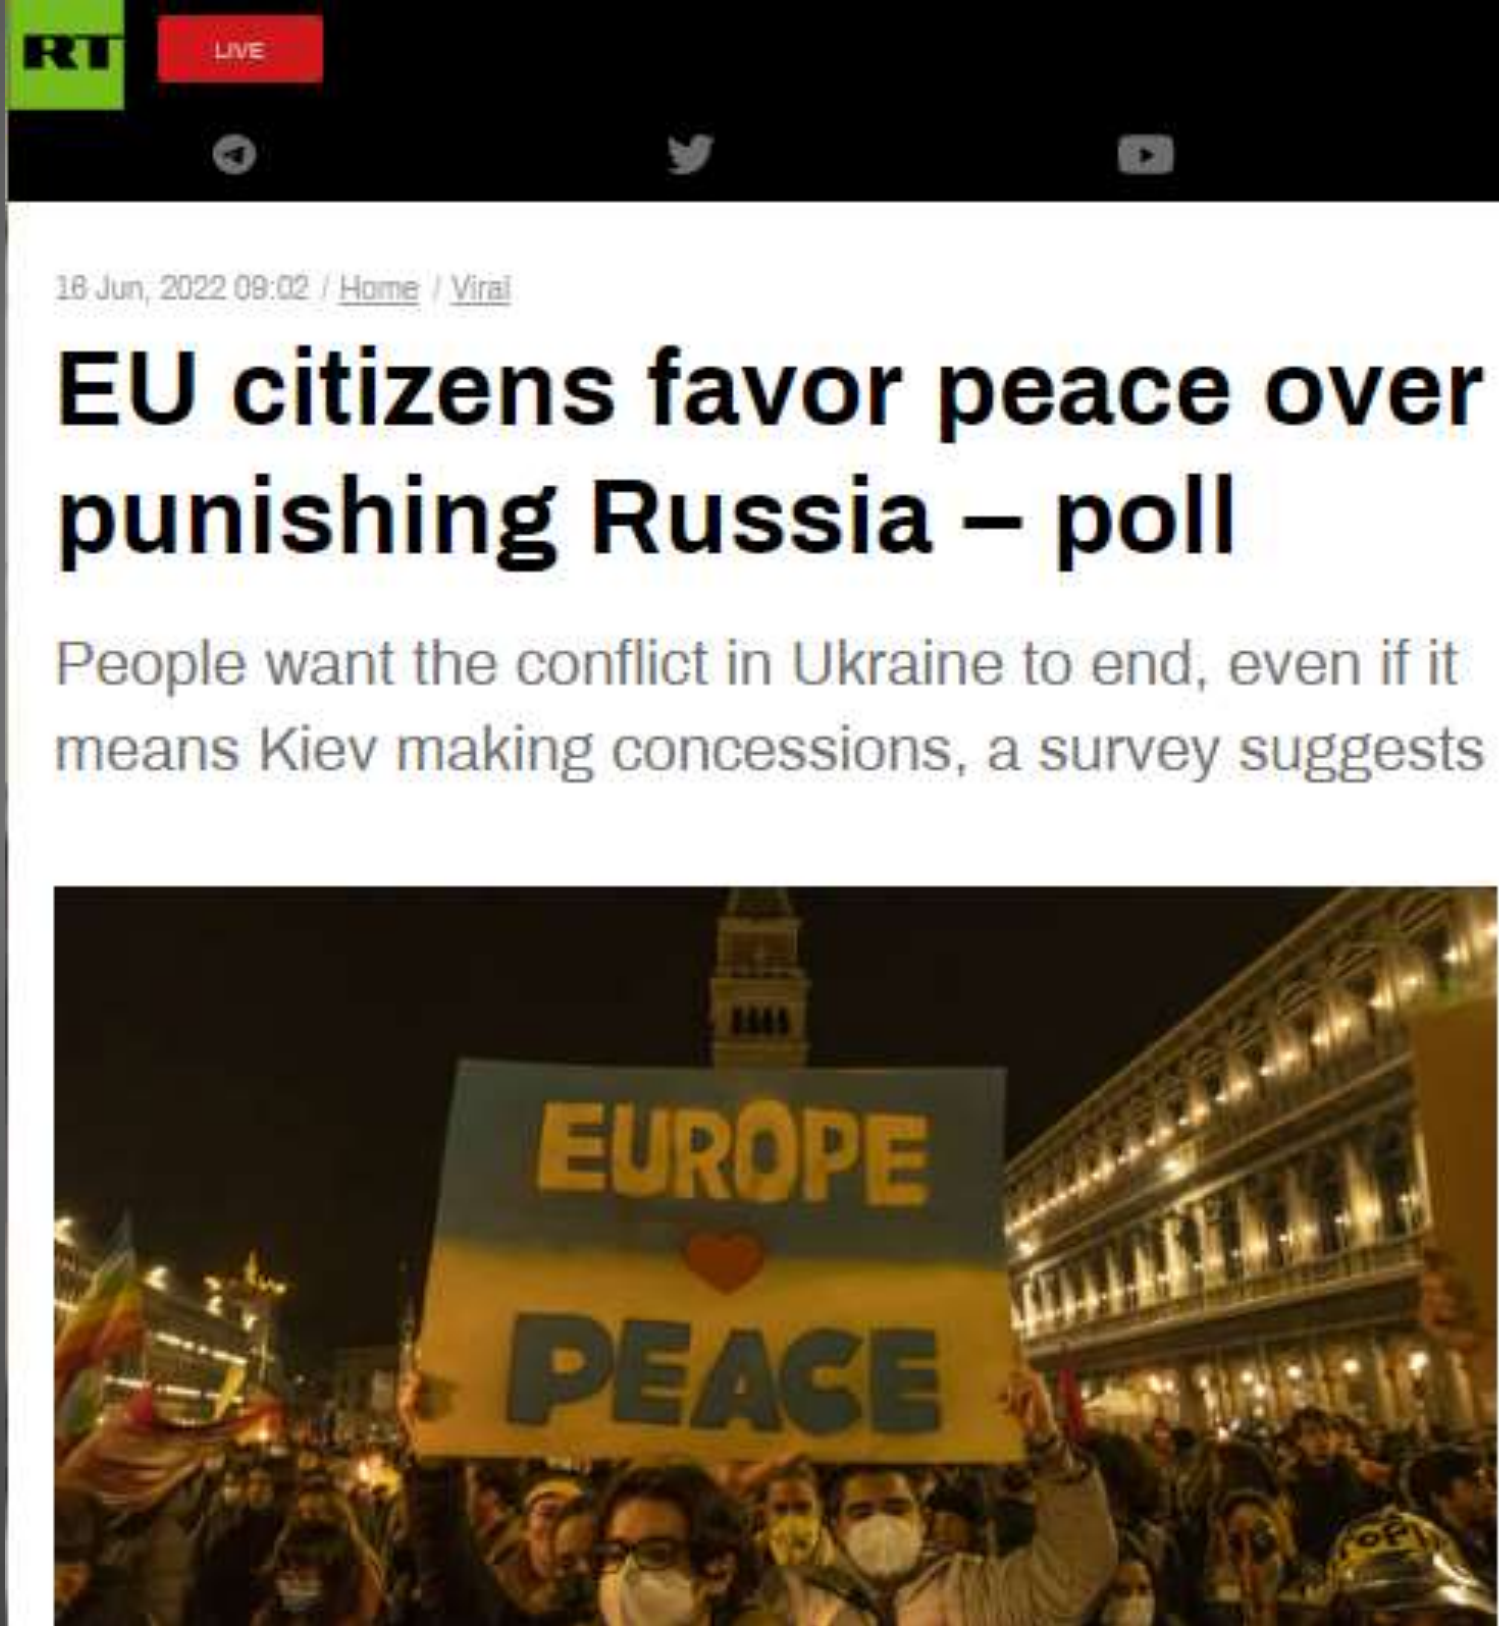 RT
LIVE
16 Jun, 2022 09:02 / Home / Viral
EU citizens favor peace over
punishing Russia – poll
People want the conflict in Ukraine to end, even if it
means Kiev making concessions, a survey suggests
EUROPE
PEACE